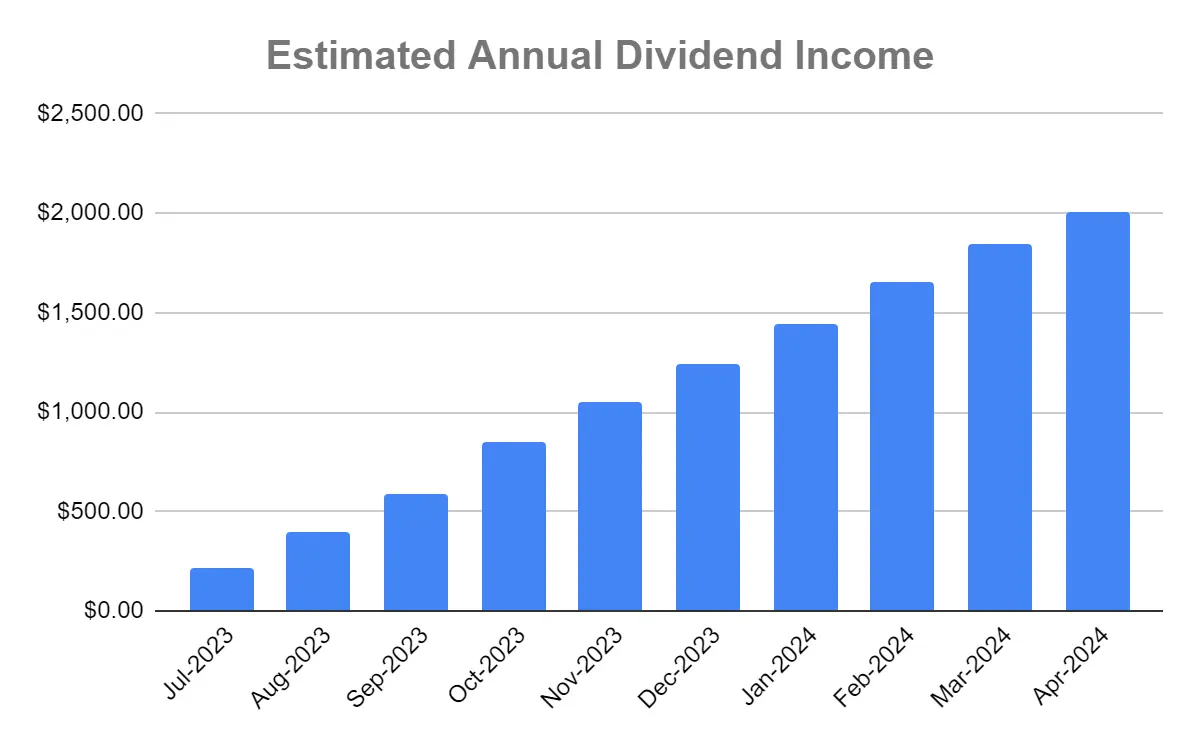 Estimated Annual Dividend Income
$2,500.00
$2,000.00
$1,500.00
$1,000.00
$500.00
$0.00
Jul-2023
Aug-2023
Sep-2023
Oct-2023
Nov-2023
Dec-2023
Jan-2024
Feb-2024
Mar-2024
Apr-2024